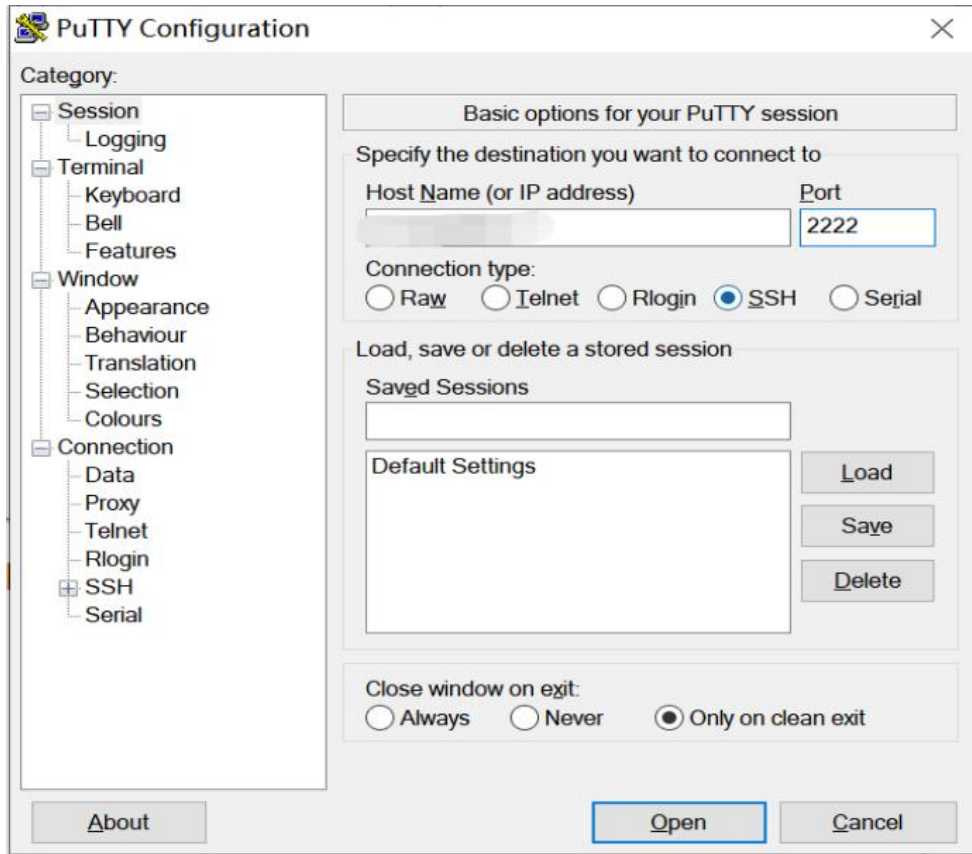 PuTTY Configuration
Category:
Session
Logging
Terminal
Keyboard
Bell
Features
Window
Appearance
Behaviour
Translation
Selection
Colours
Connection
Data
Proxy
Telnet
Rlogin
SSH
Serial
Basic options for your PuTTY session
Specify the destination you want to connect to
Host Name (or IP address) Port
2222
Connection type:
Raw Telnet Rlogin SSH Serial
Load, save or delete a stored session
Saved Sessions
Default Settings
Load
Save
Delete
Close window on exit:
Always Never Only on clean exit
About Open Cancel